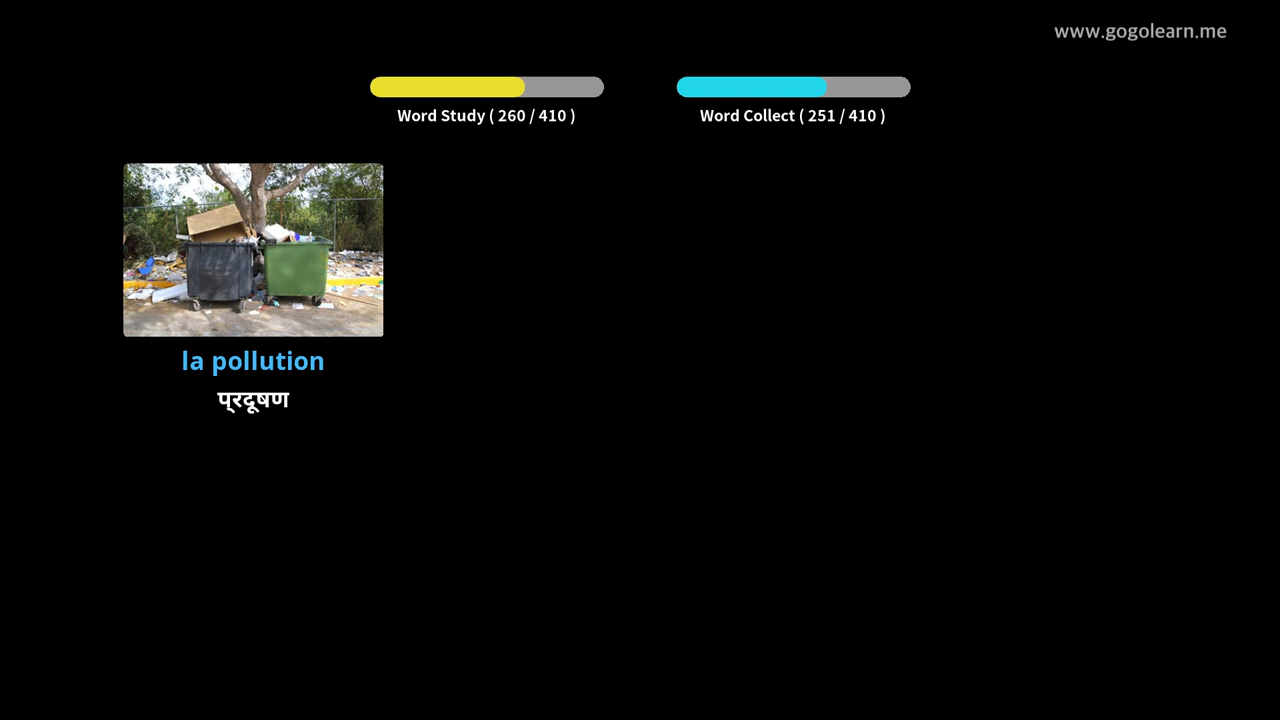 www.gogolearn.me
Word Study ( 260 / 410 )
Word Collect ( 251 / 410 )
la pollution
प्रदूषण